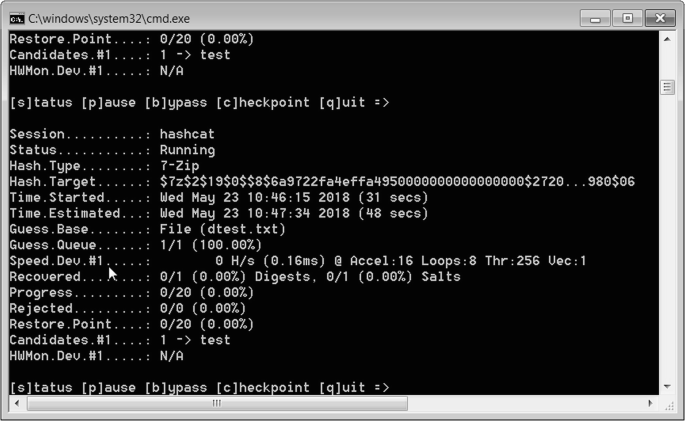 C:\windows\system32\cmd.exe
Restore.Point....: 0/20 (0.00%)
Candidates.#1....: 1 -> test
HWMon.Dev.#1.....: N/A
[s]tatus [p]ause [b]ypass [c]heckpoint [q]uit =>
Session..........: hashcat
Status...........: Running
Hash.Type........: 7-Zip
Hash.Target......: $7z$2$19$0$$8$6a9722fa4effa4950000000000000000$2720...980$06
Time.Started.....: Wed May 23 10:46:15 2018 (31 secs)
Time.Estimated...: Wed May 23 10:47:34 2018 (48 secs)
Guess.Base.......: File (dtest.txt)
Guess.Queue......: 1/1 (100.00%)
Speed.Dev.#1.....:        0 H/s (0.16ms) @ Accel:16 Loops:8 Thr:256 Vec:1
Recovered........: 0/1 (0.00%) Digests, 0/1 (0.00%) Salts
Progress.........: 0/20 (0.00%)
Rejected.........: 0/0 (0.00%)
Restore.Point....: 0/20 (0.00%)
Candidates.#1....: 1 -> test
HWMon.Dev.#1.....: N/A
[s]tatus [p]ause [b]ypass [c]heckpoint [q]uit =>